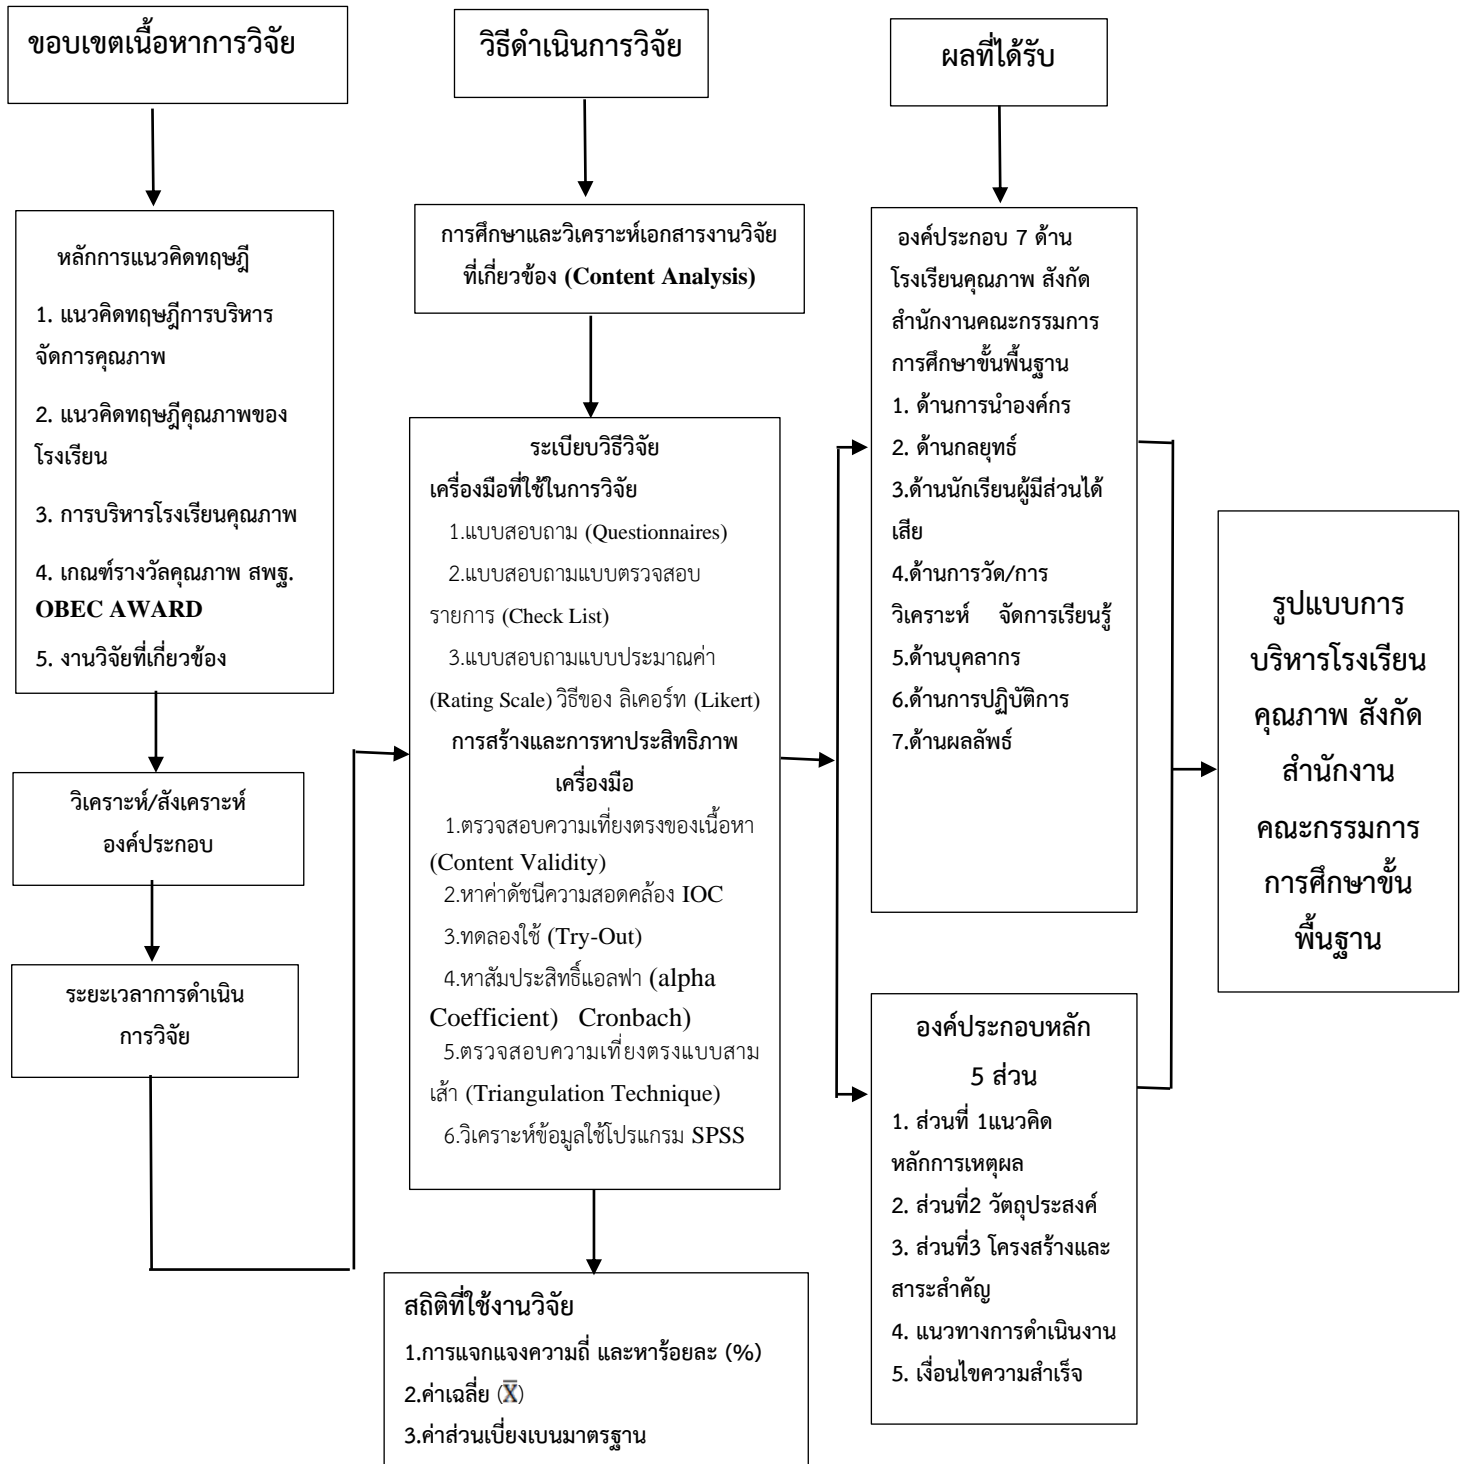 ขอบเขตเนื้อหาการวิจัย
หลักการแนวคิดทฤษฎี
1. แนวคิดทฤษฎีการบริหาร
จัดการคุณภาพ
2. แนวคิดทฤษฎีคุณภาพของ
โรงเรียน
3. การบริหารโรงเรียนคุณภาพ
4. เกณฑ์รางวัลคุณภาพ สพฐ.
OBEC AWARD
5. งานวิจัยที่เกี่ยวข้อง
วิเคราะห์/สังเคราะห์
องค์ประกอบ
ระยะเวลาการดำเนิน
การวิจัย
วิธีดำเนินการวิจัย
การศึกษาและวิเคราะห์เอกสารงานวิจัย
ที่เกี่ยวข้อง (Content Analysis)
ระเบียบวิธีวิจัย
เครื่องมือที่ใช้ในการวิจัย
1.แบบสอบถาม (Questionnaires)
2.แบบสอบถามแบบตรวจสอบ
รายการ (Check List)
3.แบบสอบถามแบบประมาณค่า
(Rating Scale) วิธีของ ลิเคอร์ท (Likert)
การสร้างและการหาประสิทธิภาพ
เครื่องมือ
1.ตรวจสอบความเที่ยงตรงของเนื้อหา
(Content Validity)
2.หาค่าดัชนีความสอดคล้อง IOC
3.ทดลองใช้ (Try-Out)
4.หาสัมประสิทธิ์แอลฟา (alpha
Coefficient) Cronbach)
5.ตรวจสอบความเที่ยงตรงแบบสาม
เส้า (Triangulation Technique)
6.วิเคราะห์ข้อมูลใช้โปรแกรม SPSS
สถิติที่ใช้งานวิจัย
1.การแจกแจงความถี่ และหาร้อยละ (%)
2.ค่าเฉลี่ย (X̅)
3.ค่าส่วนเบี่ยงเบนมาตรฐาน
ผลที่ได้รับ
องค์ประกอบ 7 ด้าน
โรงเรียนคุณภาพ สังกัด
สำนักงานคณะกรรมการ
การศึกษาขั้นพื้นฐาน
1. ด้านการนำองค์กร
2. ด้านกลยุทธ์
3.ด้านนักเรียนผู้มีส่วนได้
เสีย
4.ด้านการวัด/การ
วิเคราะห์ จัดการเรียนรู้
5.ด้านบุคลากร
6.ด้านการปฏิบัติการ
7.ด้านผลลัพธ์
องค์ประกอบหลัก
5 ส่วน
1. ส่วนที่ 1แนวคิด
หลักการเหตุผล
2. ส่วนที่2 วัตถุประสงค์
3. ส่วนที่3 โครงสร้างและ
สาระสำคัญ
4. แนวทางการดำเนินงาน
5. เงื่อนไขความสำเร็จ
รูปแบบการ
บริหารโรงเรียน
คุณภาพ สังกัด
สำนักงาน
คณะกรรมการ
การศึกษาขั้น
พื้นฐาน